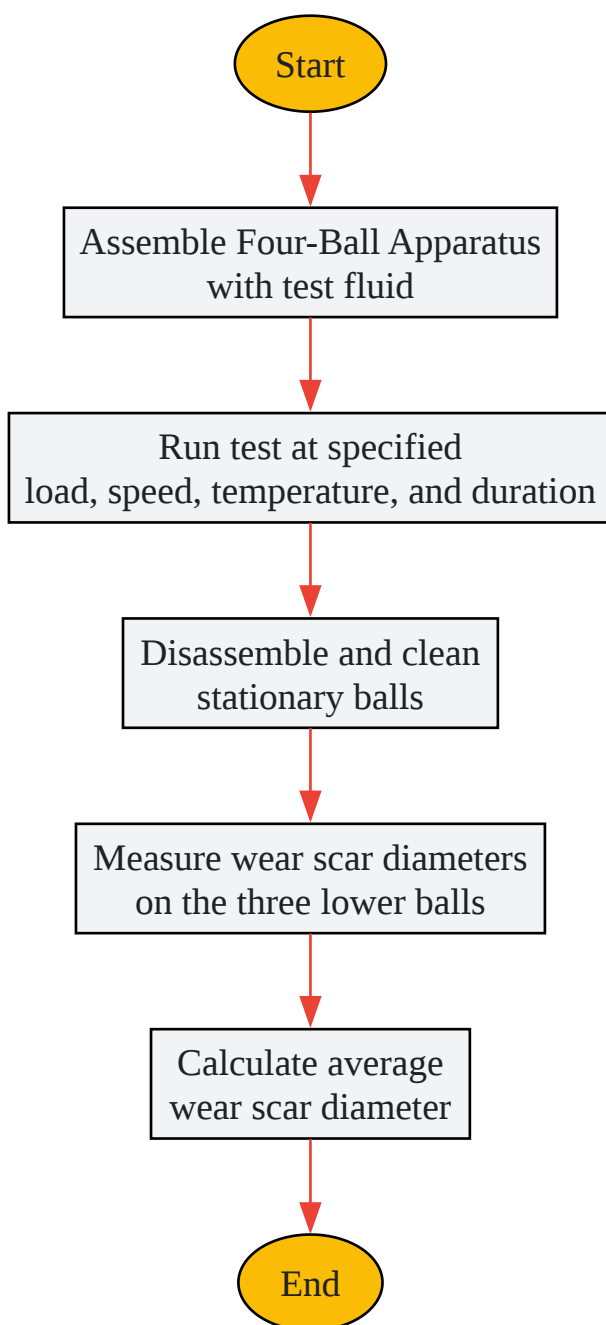 Start
Assemble Four-Ball Apparatus
with test fluid
Run test at specified
load, speed, temperature, and duration
Disassemble and clean
stationary balls
Measure wear scar diameters
on the three lower balls
Calculate average
wear scar diameter
End